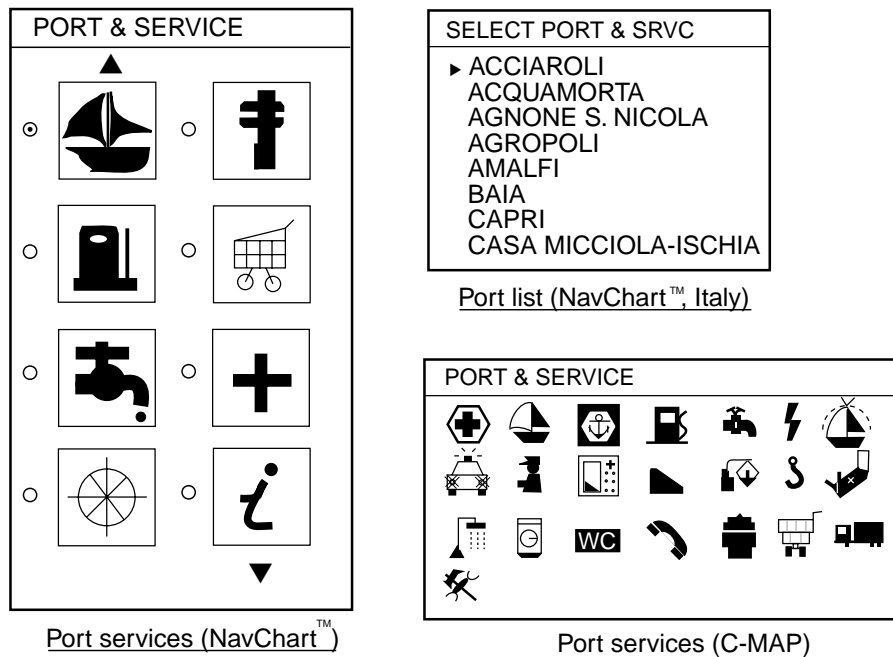 PORT & SERVICE
Port services (NavChart™)
SELECT PORT & SRVC
ACCIAROLI
ACQUAMORTA
AGNONE S. NICOLA
AGROPOLI
AMALFI
BAIA
CAPRI
CASA MICCIOLA-ISCHIA
Port list (NavChart™, Italy)
PORT & SERVICE
WC
Port services (C-MAP)